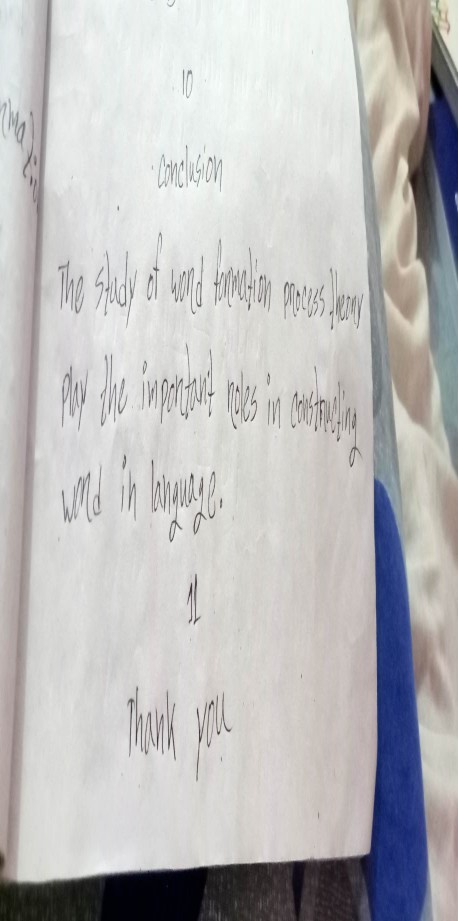 10
conclusion
The study of word formation process theory
play the important roles in constructing
word in language.
11
Thank you